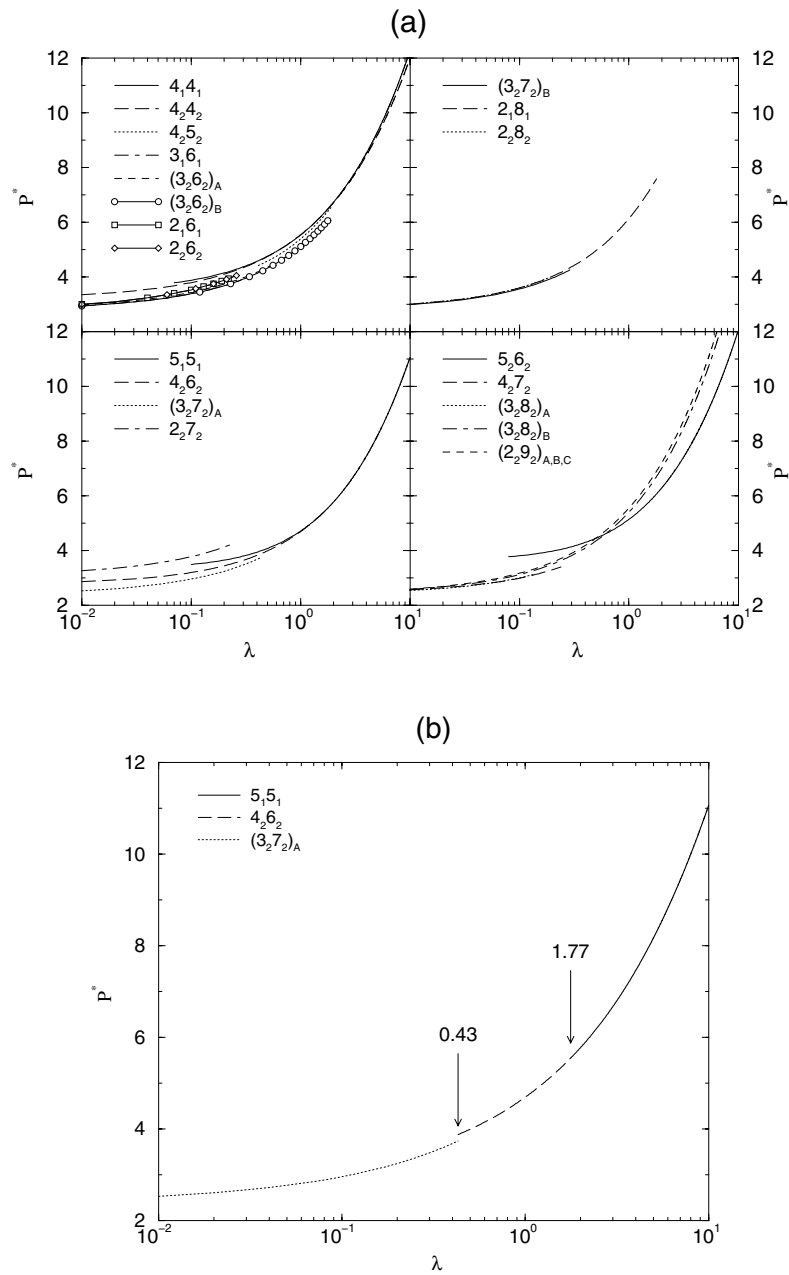 (a)
12
10
8
6
4
P*
4₁4₁
4₂4₂
4₂5₂
3₁6₁
(3₂6₂)A
(3₂6₂)B
2₁6₁
2₂6₂
(3₂7₂)B
2₁8₁
2₂8₂
12
10
8
6
4
P*
10
8
6
4
2
P*
5₁5₁
4₂6₂
(3₂7₂)A
2₂7₂
5₂6₂
4₂7₂
(3₂8₂)A
(3₂8₂)B
(2₂9₂)A,B,C
10
8
6
4
2
P*
10⁻² 10⁻¹ 10⁰ 10 10⁻¹ 10⁰ 10¹
λ λ
(b)
12
10
8
6
4
2
P*
5₁5₁
4₂6₂
(3₂7₂)A
1.77
0.43
10⁻² 10⁻¹ 10⁰ 10¹
λ